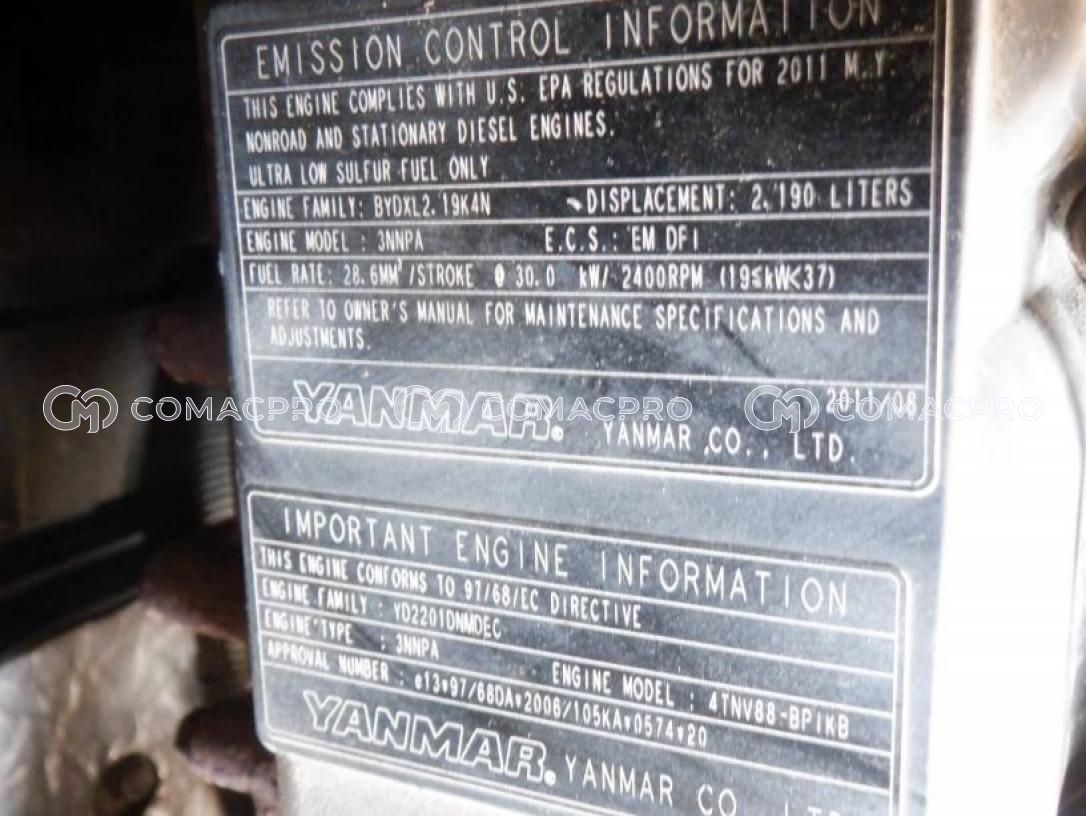 EMISSION CONTROL INFORMATION
THIS ENGINE COMPLIES WITH U.S. EPA REGULATIONS FOR 2011 M.Y.
NONROAD AND STATIONARY DIESEL ENGINES.
ULTRA LOW SULFUR FUEL ONLY
ENGINE FAMILY: BYDXL2.19K4N DISPLACEMENT: 2.190 LITERS
ENGINE MODEL : 3NNPA E.C.S.: EM DFI
FUEL RATE: 28.6MM³/STROKE @ 30.0 kW/ 2400RPM (19≤kW<37)
REFER TO OWNER'S MANUAL FOR MAINTENANCE SPECIFICATIONS AND
ADJUSTMENTS.
2011/08
COMACPRO COMACPRO COMACPRO
YANMAR. YANMAR CO., LTD.
IMPORTANT ENGINE INFORMATION
THIS ENGINE CONFORMS TO 97/68/EC DIRECTIVE
ENGINE FAMILY : YD2201DNMDEC
ENGINE TYPE : 3NNPA ENGINE MODEL : 4TNV88-BPIKB
APPROVAL NUMBER : e13*97/68DA*2006/105KA*0574*20
YANMAR. YANMAR CO